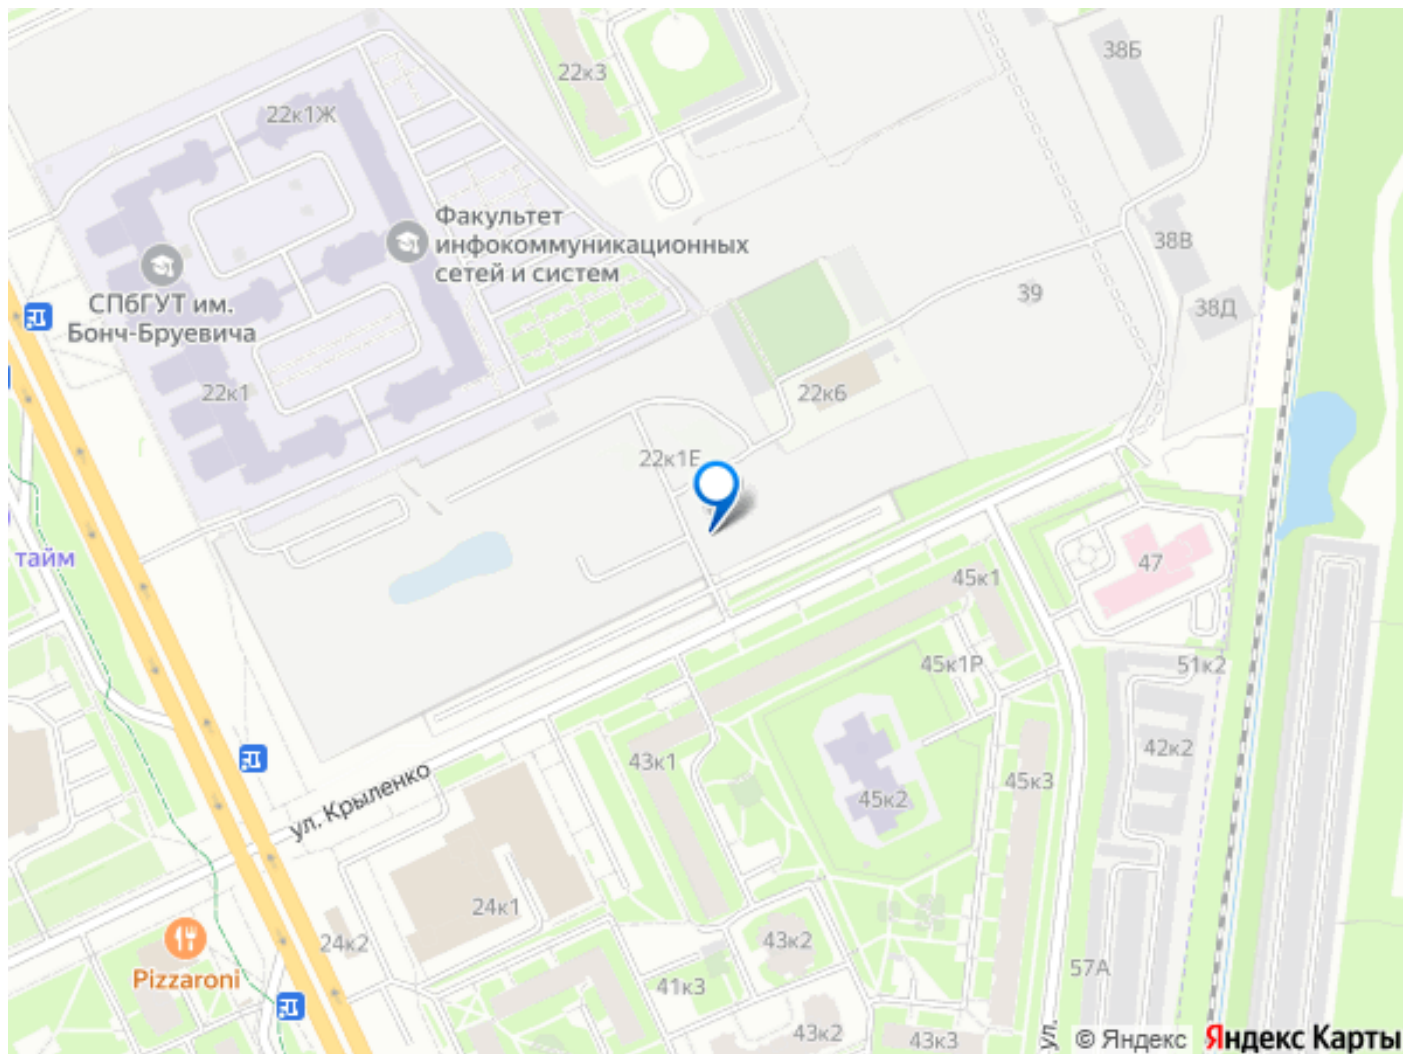 38Б
22к3
22к1Ж
Факультет
инфокоммуникационных
сетей и систем
38В
СПбГУТ им.
Бонч-Бруевича
39
38Д
22к1
22к6
22к1Е
тайм
47
45к1
45к1Р
51к2
43к1
42к2
45к3
45к2
ул. Крыленко
24к1
24к2
43к2
57А
Pizzaroni
41к3
43к2
43к3
ул.
© Яндекс
Яндекс Карты